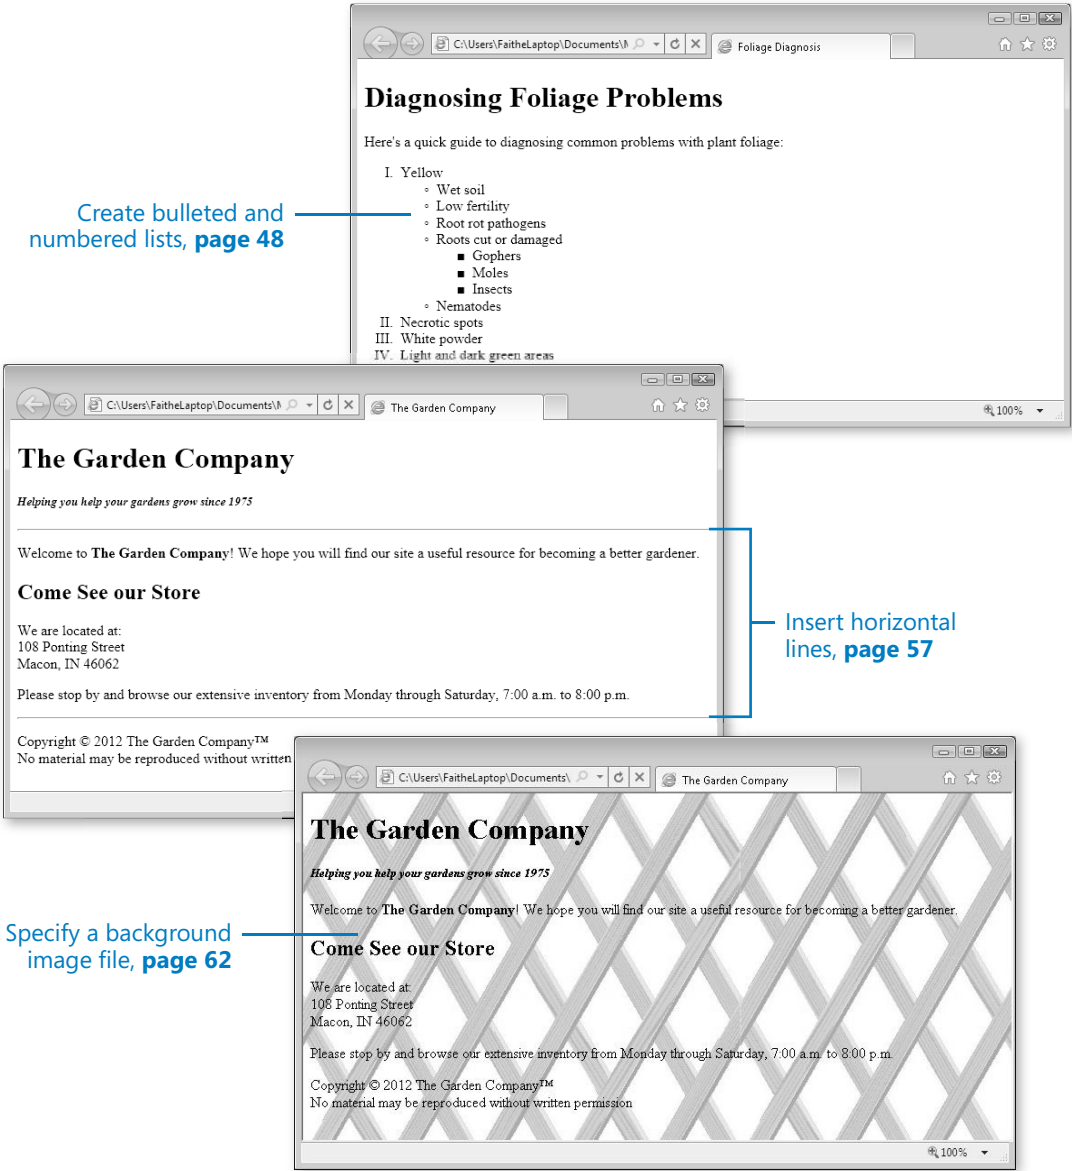 C:\Users\FaitheLaptop\Documents\M
Foliage Diagnosis
Diagnosing Foliage Problems
Here's a quick guide to diagnosing common problems with plant foliage:
I. Yellow
◦ Wet soil
◦ Low fertility
◦ Root rot pathogens
◦ Roots cut or damaged
■ Gophers
■ Moles
■ Insects
◦ Nematodes
II. Necrotic spots
III. White powder
IV. Light and dark green areas
100%
Create bulleted and
numbered lists, page 48
C:\Users\FaitheLaptop\Documents\M
The Garden Company
The Garden Company
Helping you help your gardens grow since 1975
Welcome to The Garden Company! We hope you will find our site a useful resource for becoming a better gardener.
Come See our Store
We are located at:
108 Ponting Street
Macon, IN 46062
Please stop by and browse our extensive inventory from Monday through Saturday, 7:00 a.m. to 8:00 p.m.
Copyright © 2012 The Garden Company™
No material may be reproduced without written
Insert horizontal
lines, page 57
C:\Users\FaitheLaptop\Documents\
The Garden Company
The Garden Company
Helping you help your gardens grow since 1975
Welcome to The Garden Company! We hope you will find our site a useful resource for becoming a better gardener.
Come See our Store
We are located at:
108 Ponting Street
Macon, IN 46062
Please stop by and browse our extensive inventory from Monday through Saturday, 7:00 a.m. to 8:00 p.m.
Copyright © 2012 The Garden Company™
No material may be reproduced without written permission
100%
Specify a background
image file, page 62